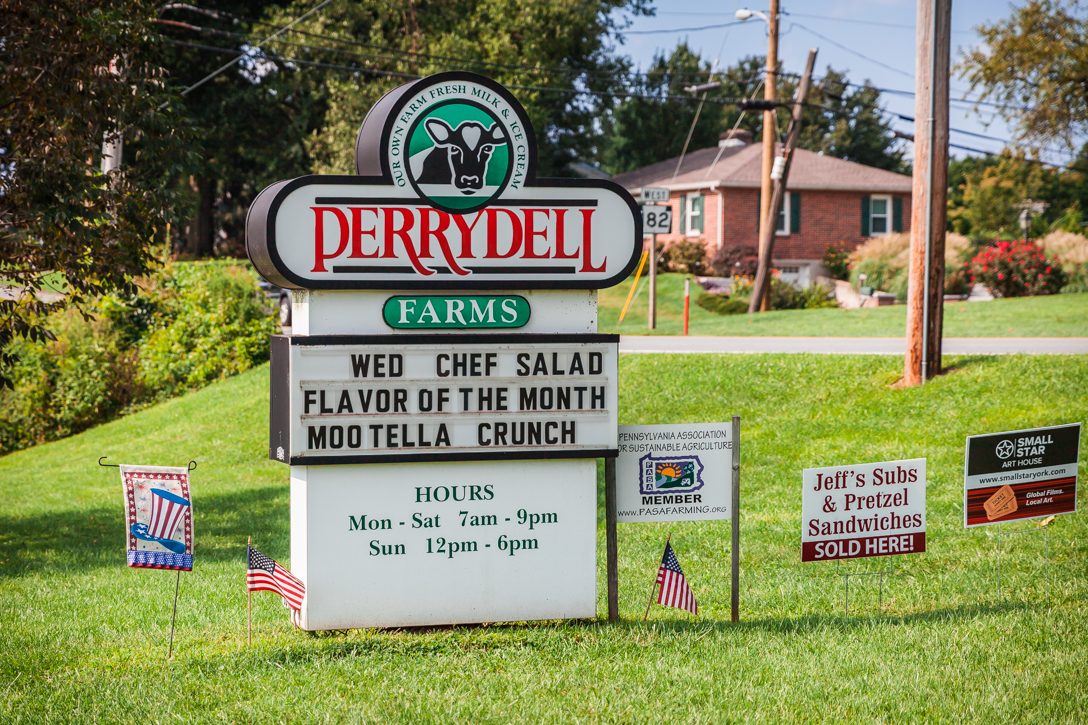 OUR OWN FARM FRESH MILK & ICE CREAM
PERRYDELL
FARMS
WED CHEF SALAD
FLAVOR OF THE MONTH
MOO TELLA CRUNCH
HOURS
Mon - Sat 7am - 9pm
Sun 12pm - 6pm
WEST
182
PENNSYLVANIA ASSOCIATION
FOR SUSTAINABLE AGRICULTURE
PASA
MEMBER
WWW.PASAFARMING.ORG
Jeff's Subs
& Pretzel
Sandwiches
SOLD HERE!
SMALL
STAR
ART HOUSE
www.smallstaryork.com
Global Films.
Local Art.